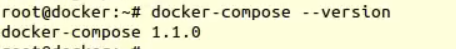 root@docker:~# docker-compose --version
docker-compose 1.1.0